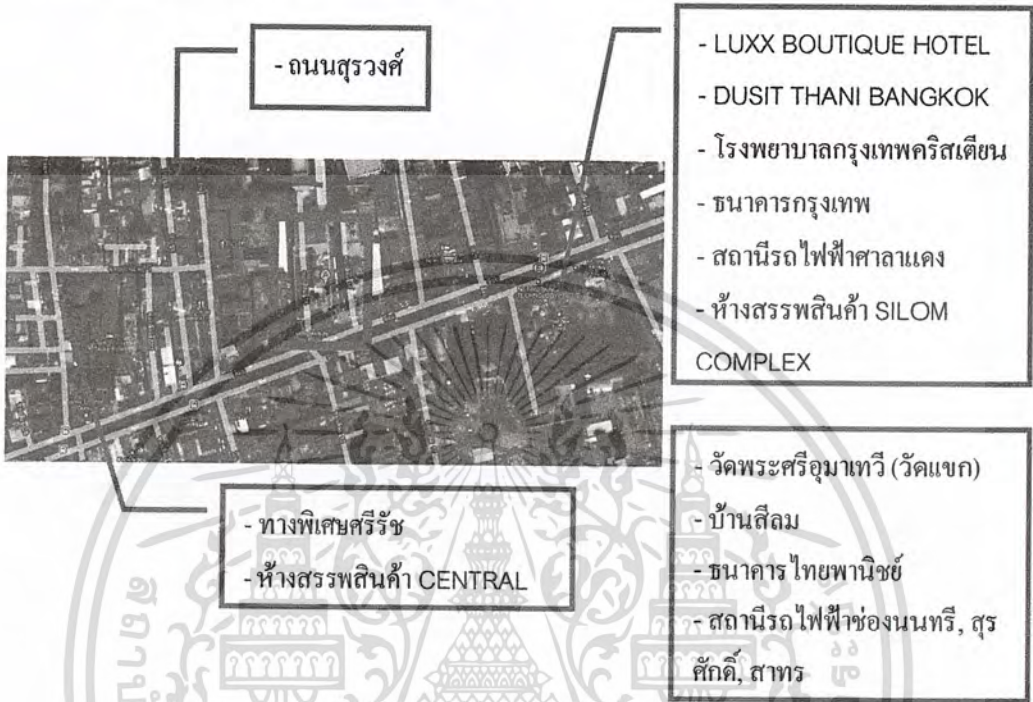 - ถนนสุรวงศ์
- LUXX BOUTIQUE HOTEL
- DUSIT THANI BANGKOK
- โรงพยาบาลกรุงเทพคริสเตียน
- ธนาคารกรุงเทพ
- สถานีรถไฟฟ้าศาลาแดง
- ห้างสรรพสินค้า SILOM
COMPLEX
- ทางพิเศษศรีรัช
- ห้างสรรพสินค้า CENTRAL
- วัดพระศรีอุมาเทวี (วัดแขก)
- บ้านสีลม
- ธนาคารไทยพานิชย์
- สถานีรถไฟฟ้าช่องนนทรี, สุร
ศักดิ์, สาทร